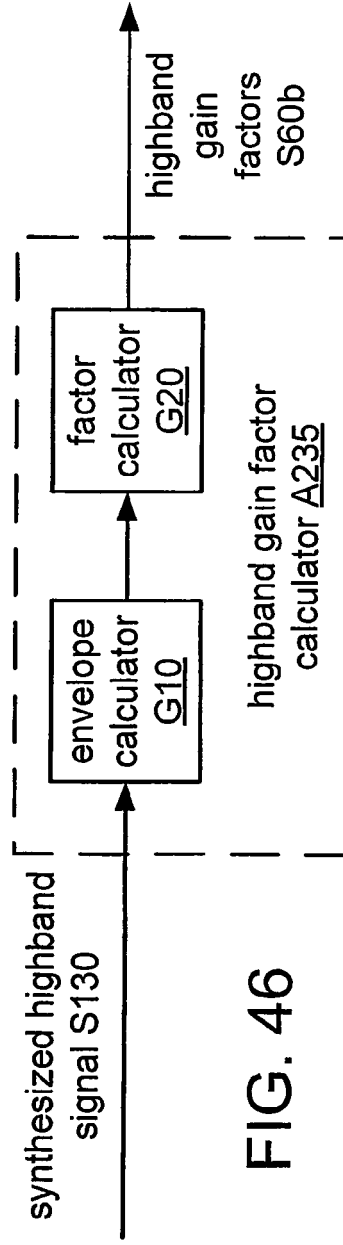 synthesized highband
signal S130
envelope
calculator
G10
factor
calculator
G20
highband
gain
factors
S60b
highband gain factor
calculator A235
FIG. 46